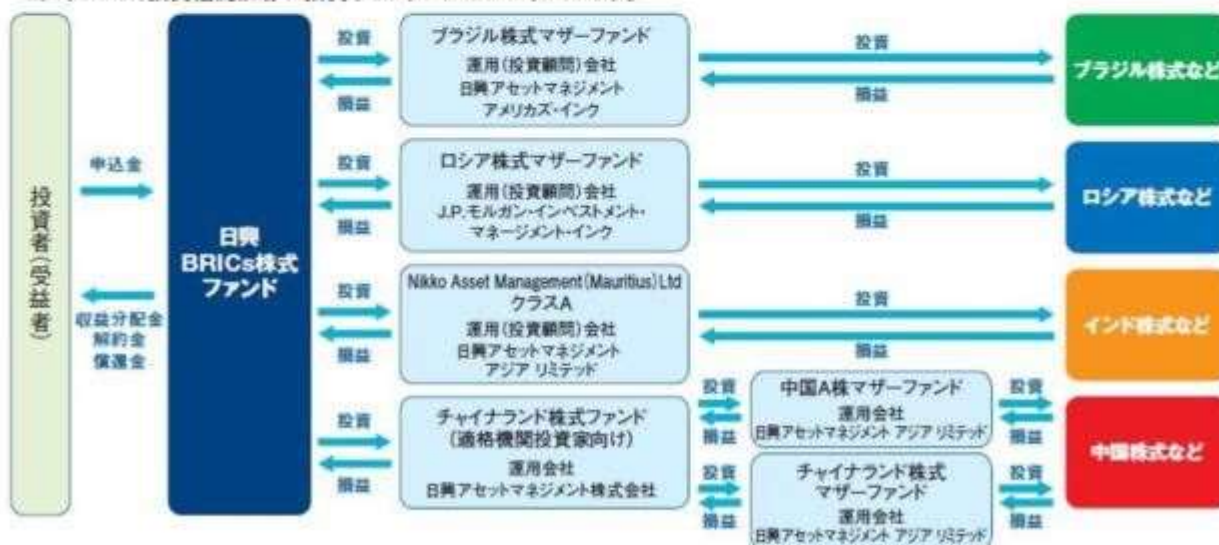 投資者(受益者)
申込金
収益分配金
解約金
償還金
日興
BRICs株式
ファンド
投資
損益
ブラジル株式マザーファンド
運用(投資顧問)会社
日興アセットマネジメント
アメリカズ・インク
投資
損益
ブラジル株式など
投資
損益
ロシア株式マザーファンド
運用(投資顧問)会社
J.P.モルガン・インベストメント・
マネージメント・インク
投資
損益
ロシア株式など
投資
損益
Nikko Asset Management(Mauritius)Ltd
クラスA
運用(投資顧問)会社
日興アセットマネジメント
アジア リミテッド
投資
損益
インド株式など
投資
損益
チャイナランド株式ファンド
(適格機関投資家向け)
運用会社
日興アセットマネジメント株式会社
投資
損益
中国A株マザーファンド
運用会社
日興アセットマネジメント アジア リミテッド
投資
損益
投資
損益
チャイナランド株式
マザーファンド
運用会社
日興アセットマネジメント アジア リミテッド
投資
損益
中国株式など